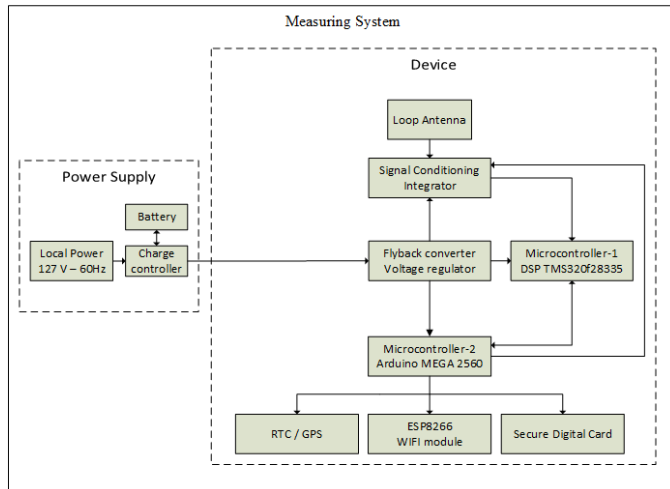 Measuring System
Device
Loop Antenna
Signal Conditioning
Integrator
Power Supply
Battery
Local Power
127 V – 60Hz
Charge
controller
Flyback converter
Voltage regulator
Microcontroller-1
DSP TMS320f28335
Microcontroller-2
Arduino MEGA 2560
RTC / GPS
ESP8266
WIFI module
Secure Digital Card